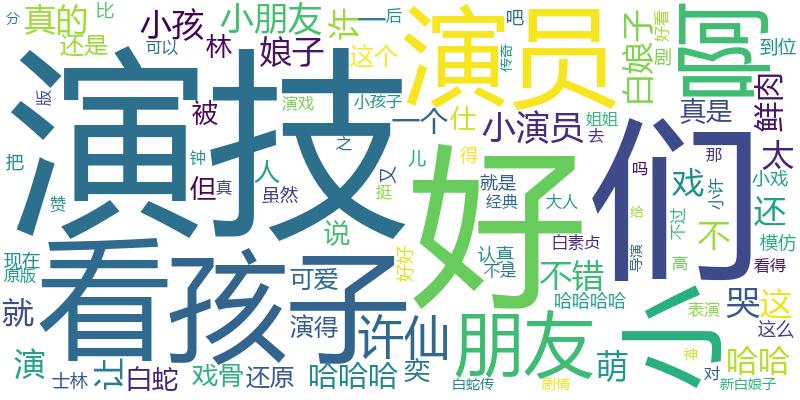 分
比
后
真的
小孩
小朋友
许
一
演员
啊
好看
到位
还是
林
娘子
可以
这个
吧
传奇
白娘子
剧
版
被
演戏
小孩子
一个
仕
小演员
姐姐
去
真是
鲜肉
演技
好
们
太
把
钟
之
儿
得
吗
那
小许
赞
但
真
人
虽然
挺
又
就是
经典
大人
戏
还
小戏
说
给
不过
不
模仿
现在
原版
看
孩子
可爱
好好
认真
不是
白素贞
不错
导演
高
看得
就
演得
许仙
哈哈哈哈
朋友
小
表演
哭
这
这么
演
让
白蛇
戏骨
还原
哈哈哈
奕
萌
神
对
哈哈
士林
白蛇传
剧情
新白娘子